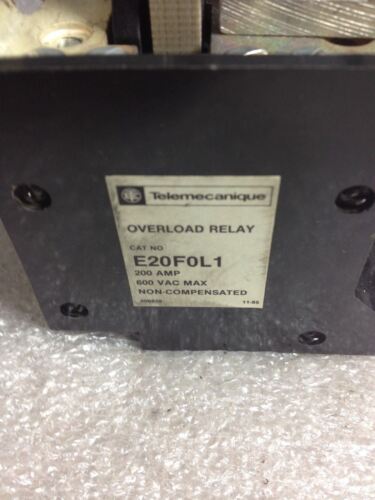 Telemecanique
OVERLOAD RELAY
CAT NO
E20F0L1
200 AMP
600 VAC MAX
NON-COMPENSATED
11-85